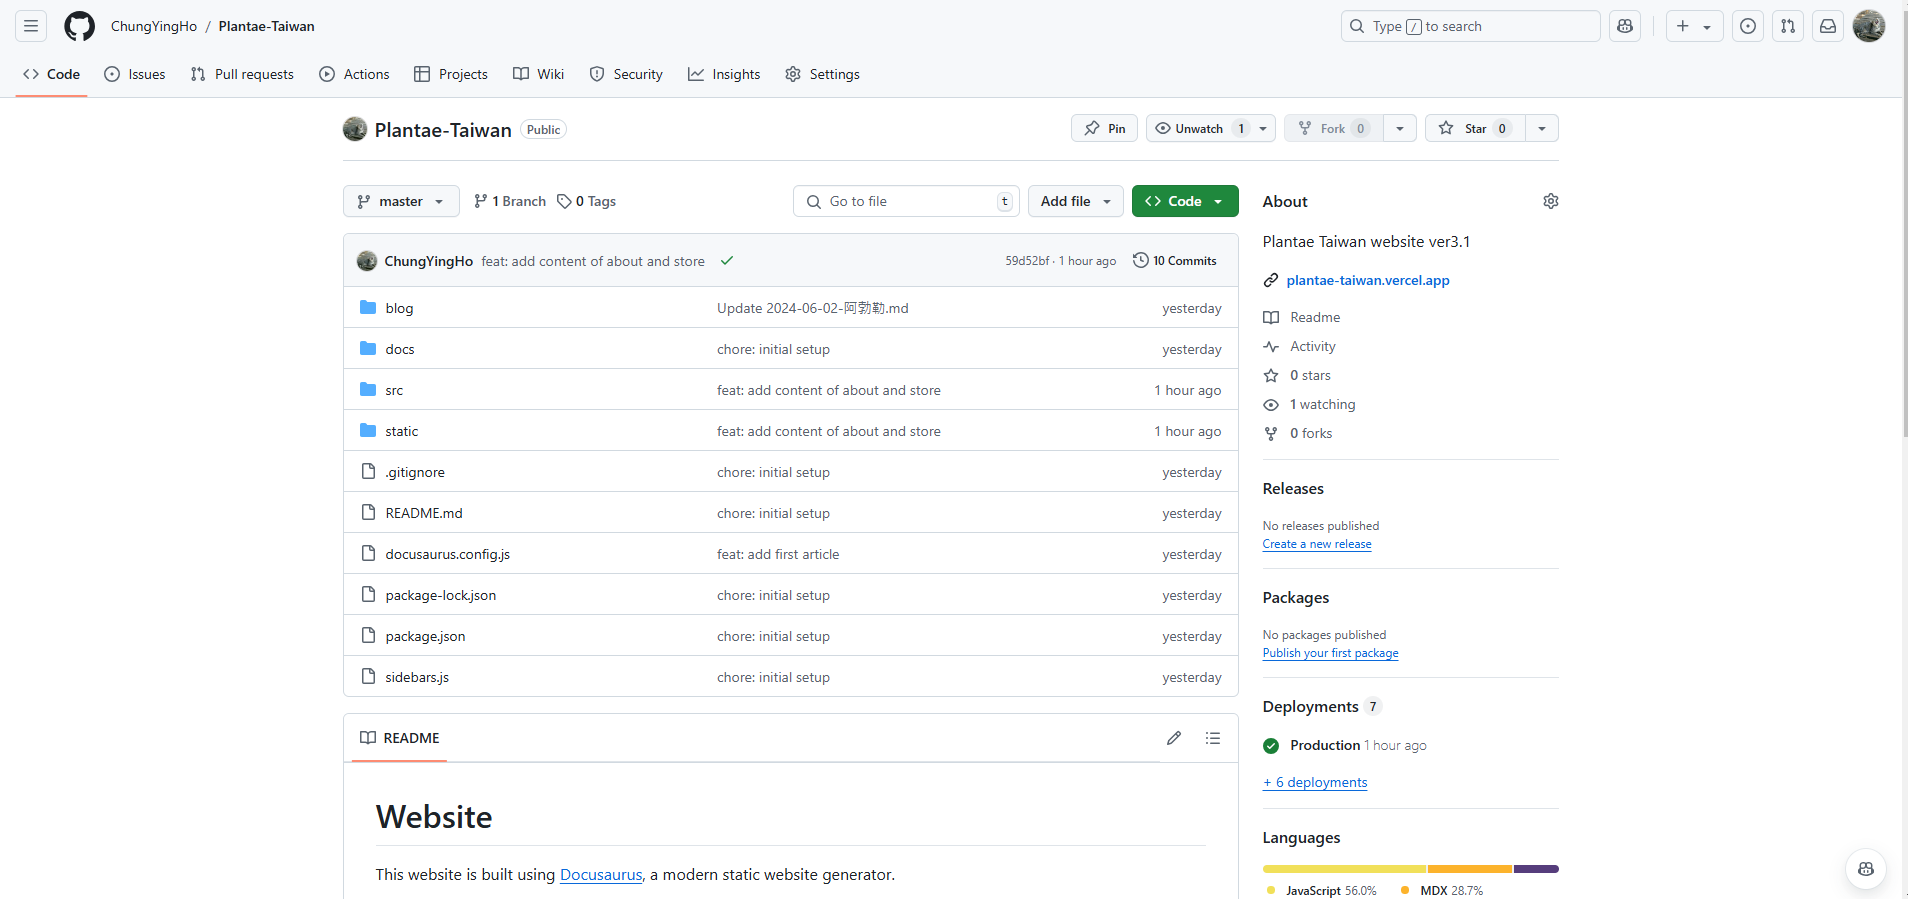 ChungYingHo / Plantae-Taiwan
Type / to search
Code Issues Pull requests Actions Projects Wiki Security Insights Settings
Plantae-Taiwan Public
Pin Unwatch 1 Fork 0 Star 0
master 1 Branch 0 Tags Go to file t Add file Code
ChungYingHo feat: add content of about and store 59d52bf · 1 hour ago 10 Commits
blog Update 2024-06-02-阿勃勒.md yesterday
docs chore: initial setup yesterday
src feat: add content of about and store 1 hour ago
static feat: add content of about and store 1 hour ago
.gitignore chore: initial setup yesterday
README.md chore: initial setup yesterday
docusaurus.config.js feat: add first article yesterday
package-lock.json chore: initial setup yesterday
package.json chore: initial setup yesterday
sidebars.js chore: initial setup yesterday
README
Website
This website is built using Docusaurus, a modern static website generator.
About
Plantae Taiwan website ver3.1
plantae-taiwan.vercel.app
Readme
Activity
0 stars
1 watching
0 forks
Releases
No releases published
Create a new release
Packages
No packages published
Publish your first package
Deployments 7
Production 1 hour ago
+ 6 deployments
Languages
JavaScript 56.0% MDX 28.7%